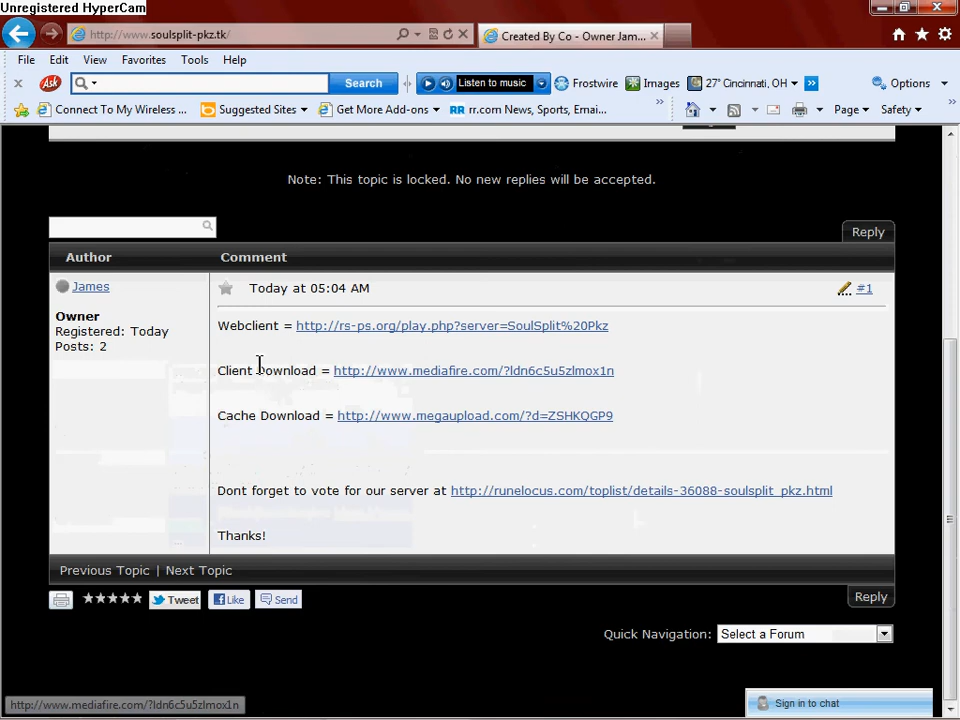 Unregistered HyperCam
http://www.soulsplit-pkz.tk/
Created By Co - Owner Jam...
File Edit View Favorites Tools Help
Ask Search Listen to music Frostwire Images 27° Cincinnati, OH » Options
Connect To My Wireless ... Suggested Sites Get More Add-ons RR rr.com News, Sports, Emai... » Page Safety »
Note: This topic is locked. No new replies will be accepted.
Reply
Author Comment
James Today at 05:04 AM #1
Owner
Registered: Today
Posts: 2
Webclient = http://rs-ps.org/play.php?server=SoulSplit%20Pkz
Client Download = http://www.mediafire.com/?ldn6c5u5zlmox1n
Cache Download = http://www.megaupload.com/?d=ZSHKQGP9
Dont forget to vote for our server at http://runelocus.com/toplist/details-36088-soulsplit_pkz.html
Thanks!
Previous Topic | Next Topic
Tweet Like Send Reply
Quick Navigation: Select a Forum
http://www.mediafire.com/?ldn6c5u5zlmox1n
Sign in to chat